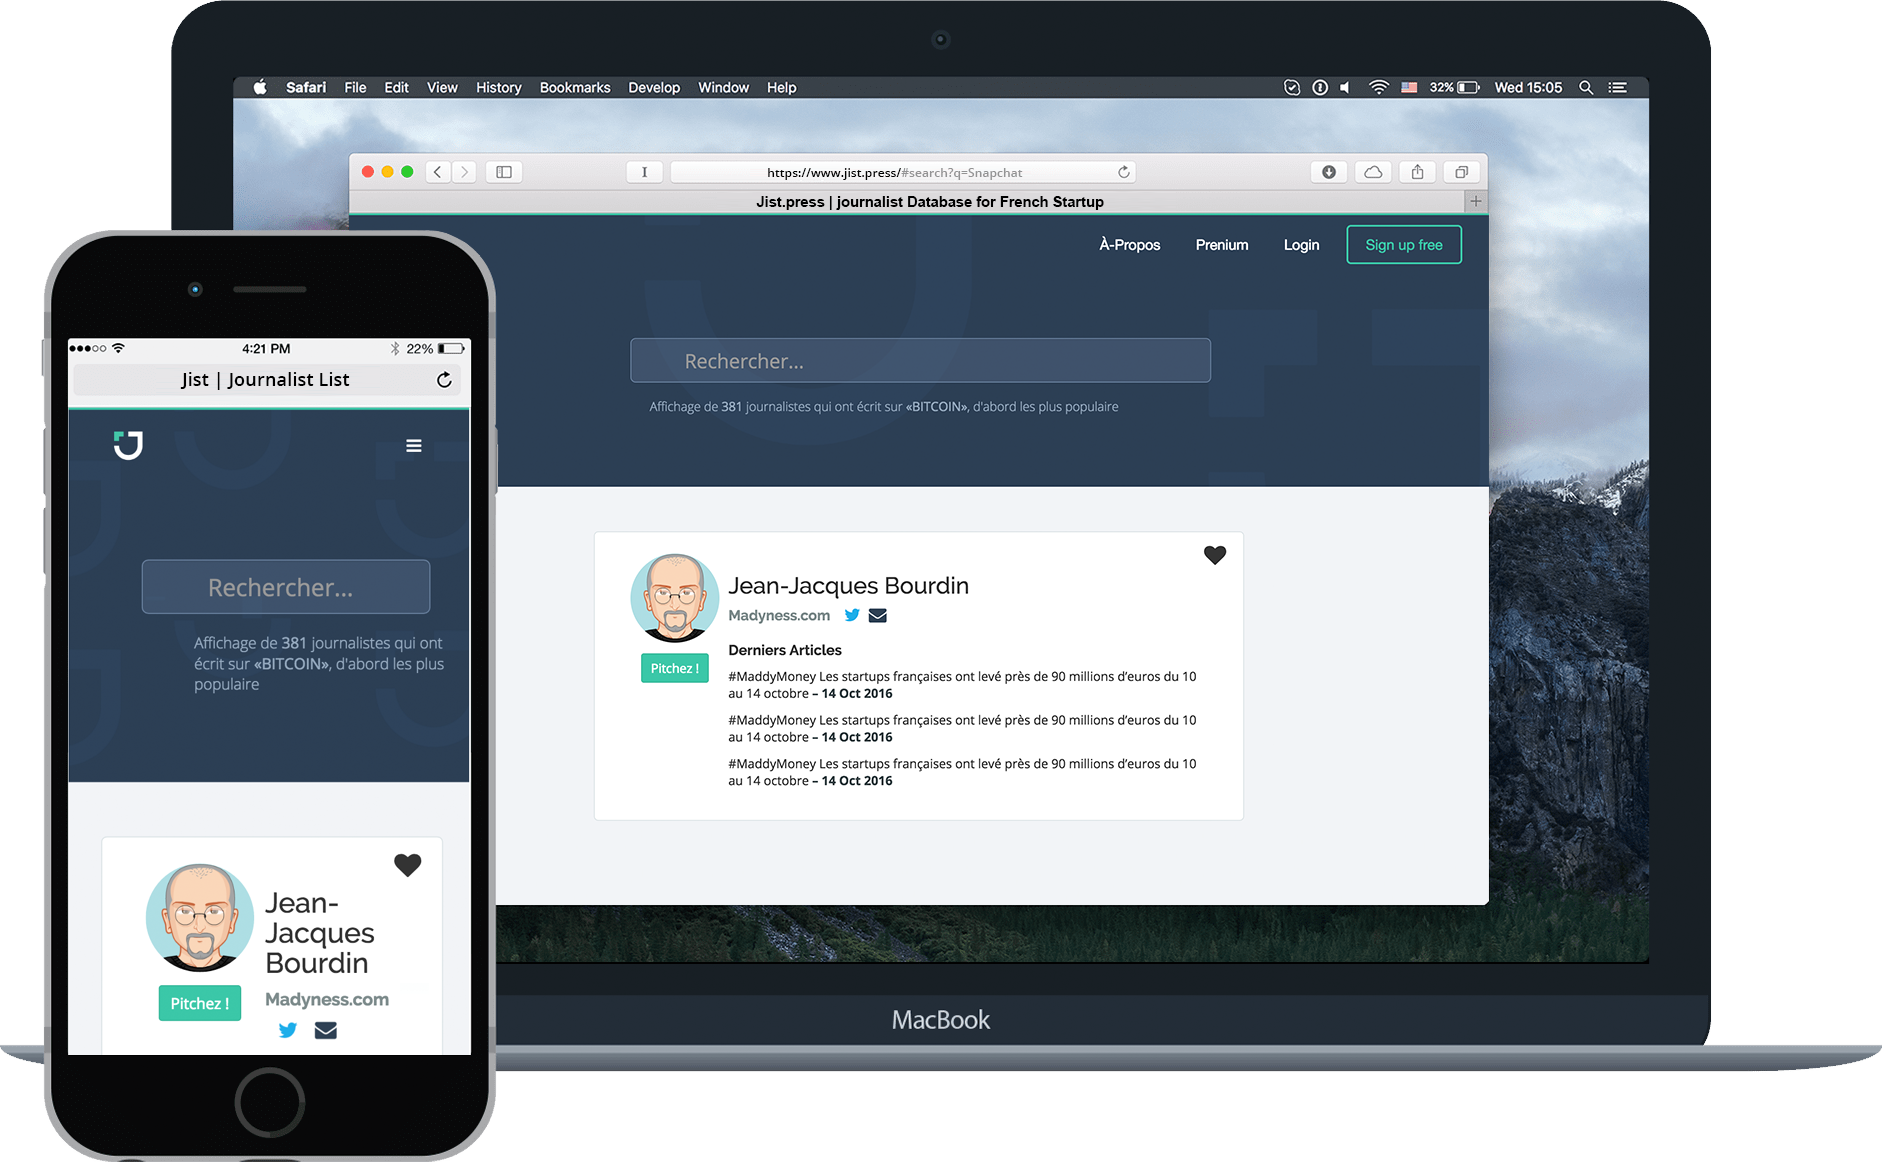 Safari File Edit View History Bookmarks Develop Window Help 32% Wed 15:05
https://www.jist.press/#search?q=Snapchat
Jist.press | journalist Database for French Startup
À-Propos Prenium Login Sign up free
Rechercher...
Affichage de 381 journalistes qui ont écrit sur «BITCOIN», d'abord les plus populaire
Jean-Jacques Bourdin
Madyness.com
Pitchez !
Derniers Articles
#MaddyMoney Les startups françaises ont levé près de 90 millions d’euros du 10
au 14 octobre – 14 Oct 2016
#MaddyMoney Les startups françaises ont levé près de 90 millions d’euros du 10
au 14 octobre – 14 Oct 2016
#MaddyMoney Les startups françaises ont levé près de 90 millions d’euros du 10
au 14 octobre – 14 Oct 2016
MacBook
4:21 PM 22%
Jist | Journalist List
Rechercher...
Affichage de 381 journalistes qui ont
écrit sur «BITCOIN», d'abord les plus
populaire
Jean-
Jacques
Bourdin
Madyness.com
Pitchez !